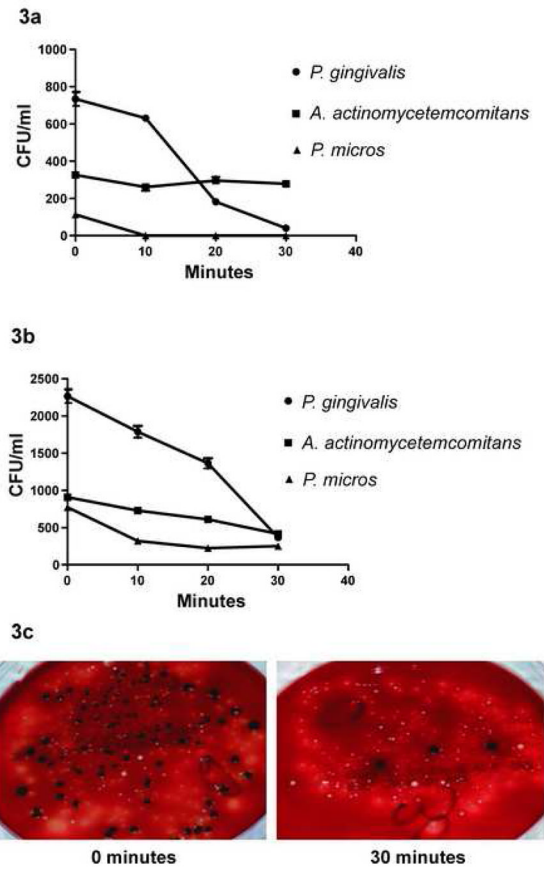 3a
1000
800
600
400
200
0
CFU/ml
0 10 20 30 40
Minutes
P. gingivalis
A. actinomycetemcomitans
P. micros
3b
2500
2000
1500
1000
500
0
CFU/ml
0 10 20 30 40
Minutes
P. gingivalis
A. actinomycetemcomitans
P. micros
3c
0 minutes 30 minutes